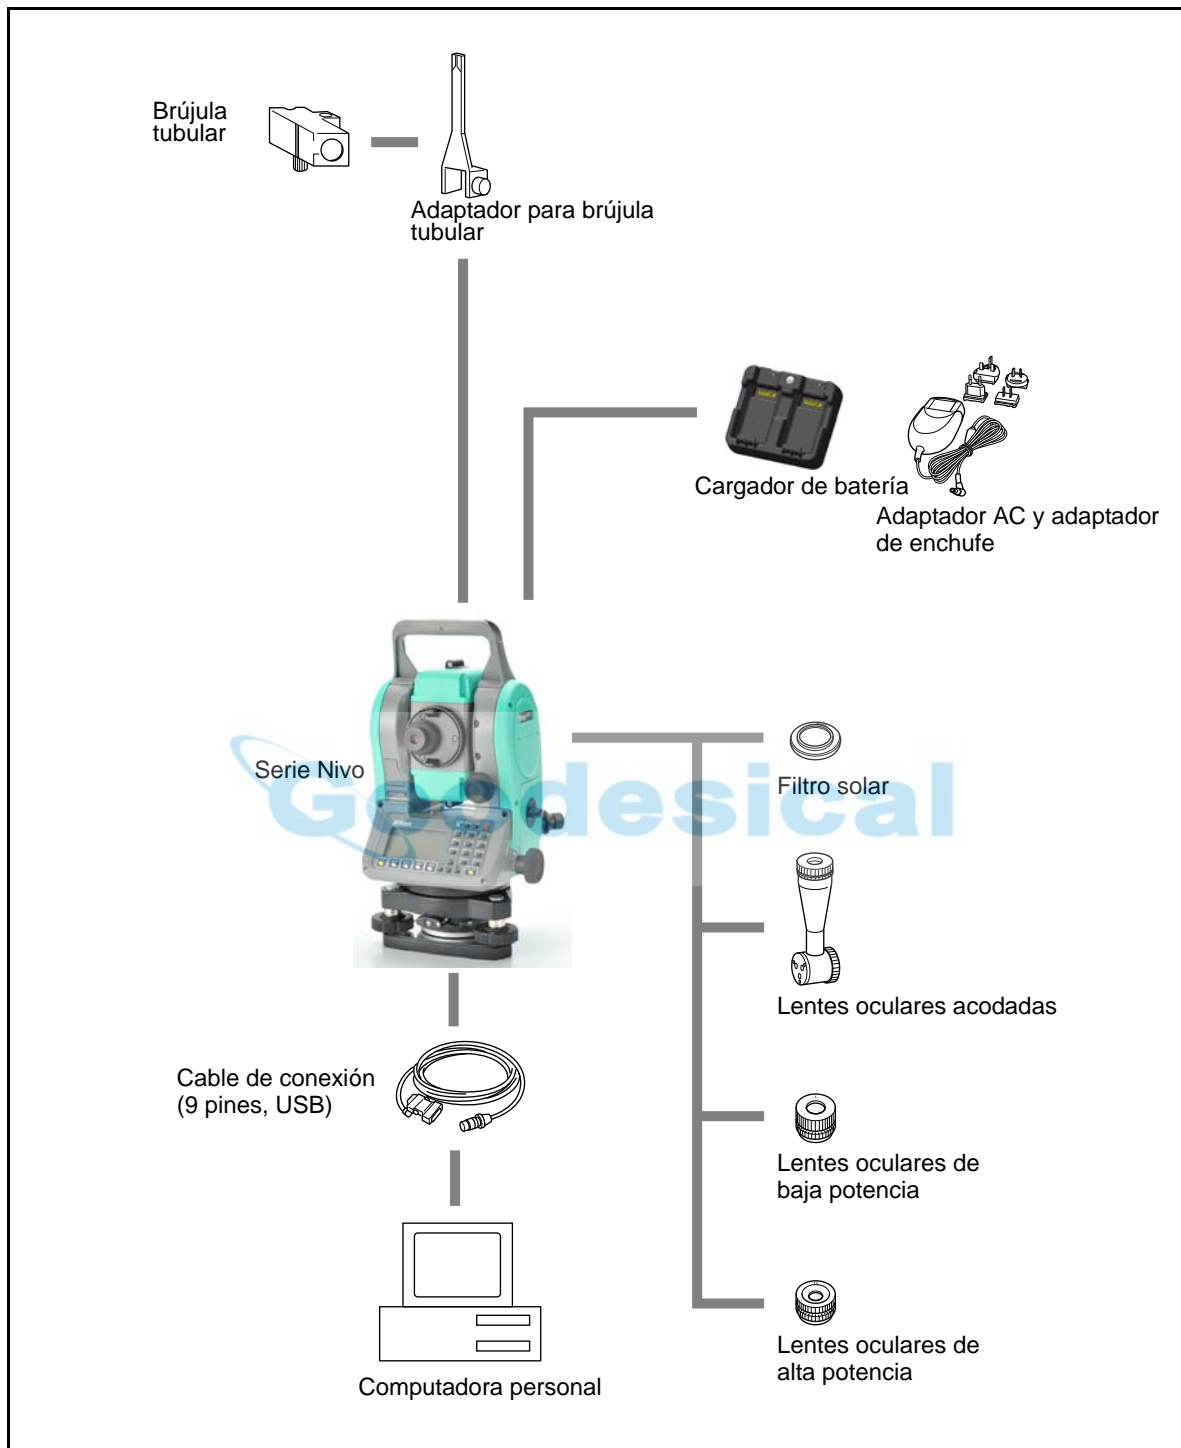 Brújula
tubular
Adaptador para brújula
tubular
Cargador de batería
Adaptador AC y adaptador
de enchufe
Serie Nivo
Geodesical
Filtro solar
Lentes oculares acodadas
Cable de conexión
(9 pines, USB)
Lentes oculares de
baja potencia
Lentes oculares de
alta potencia
Computadora personal